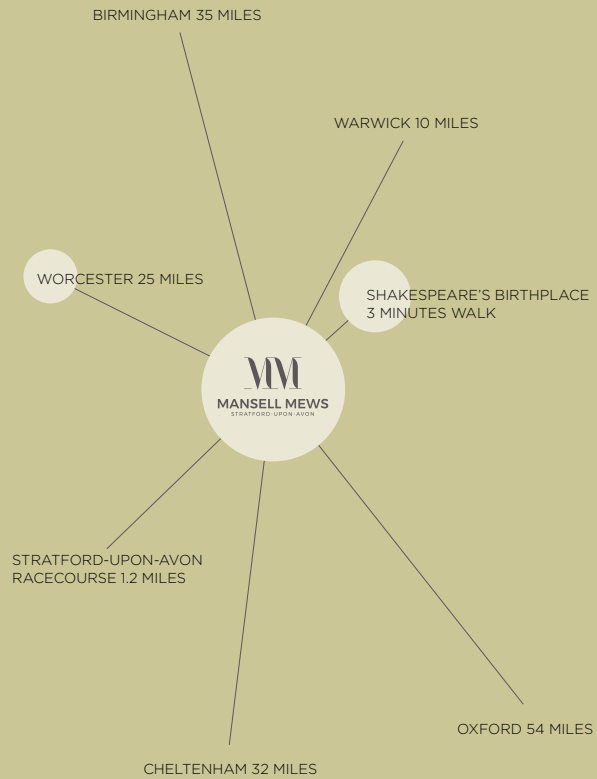 BIRMINGHAM 35 MILES
WARWICK 10 MILES
WORCESTER 25 MILES
SHAKESPEARE'S BIRTHPLACE
3 MINUTES WALK
MM
MANSELL MEWS
STRATFORD-UPON-AVON
STRATFORD-UPON-AVON
RACECOURSE 1.2 MILES
OXFORD 54 MILES
CHELTENHAM 32 MILES